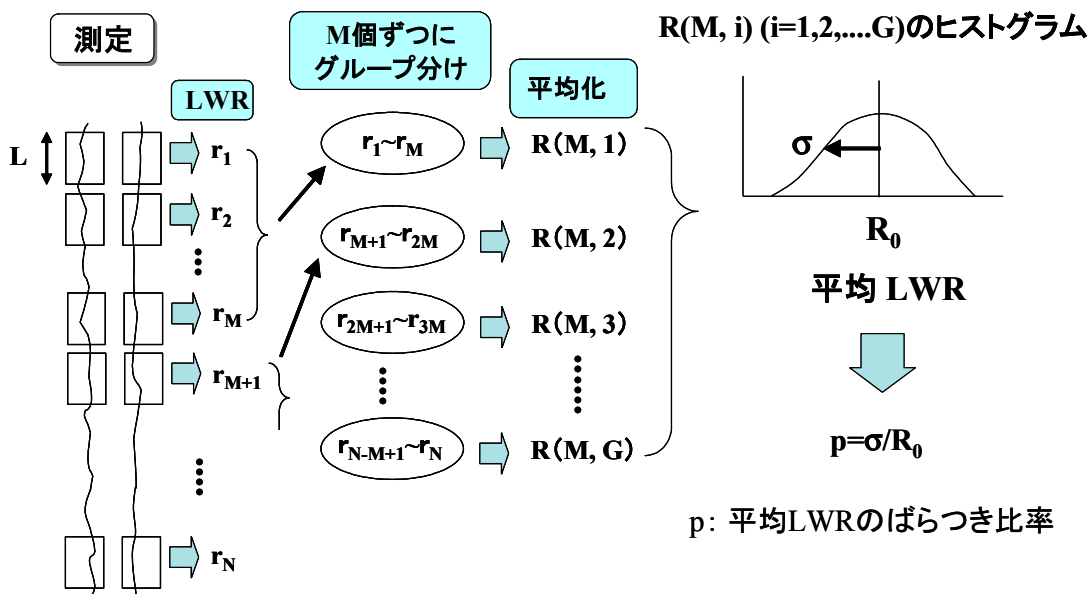 測定
LWR
L
r1
r2
rM
rM+1
rN
M個ずつに
グループ分け
r1~rM
rM+1~r2M
r2M+1~r3M
rN-M+1~rN
平均化
R(M, 1)
R(M, 2)
R(M, 3)
R(M, G)
R(M, i) (i=1,2,....G)のヒストグラム
σ
R0
平均 LWR
p=σ/R0
p: 平均LWRのばらつき比率